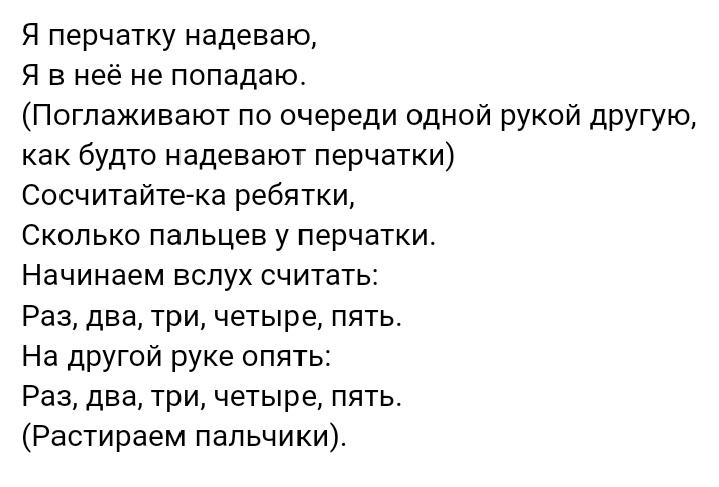 Я перчатку надеваю,
Я в неё не попадаю.
(Поглаживают по очереди одной рукой другую,
как будто надевают перчатки)
Сосчитайте-ка ребятки,
Сколько пальцев у перчатки.
Начинаем вслух считать:
Раз, два, три, четыре, пять.
На другой руке опять:
Раз, два, три, четыре, пять.
(Растираем пальчики).